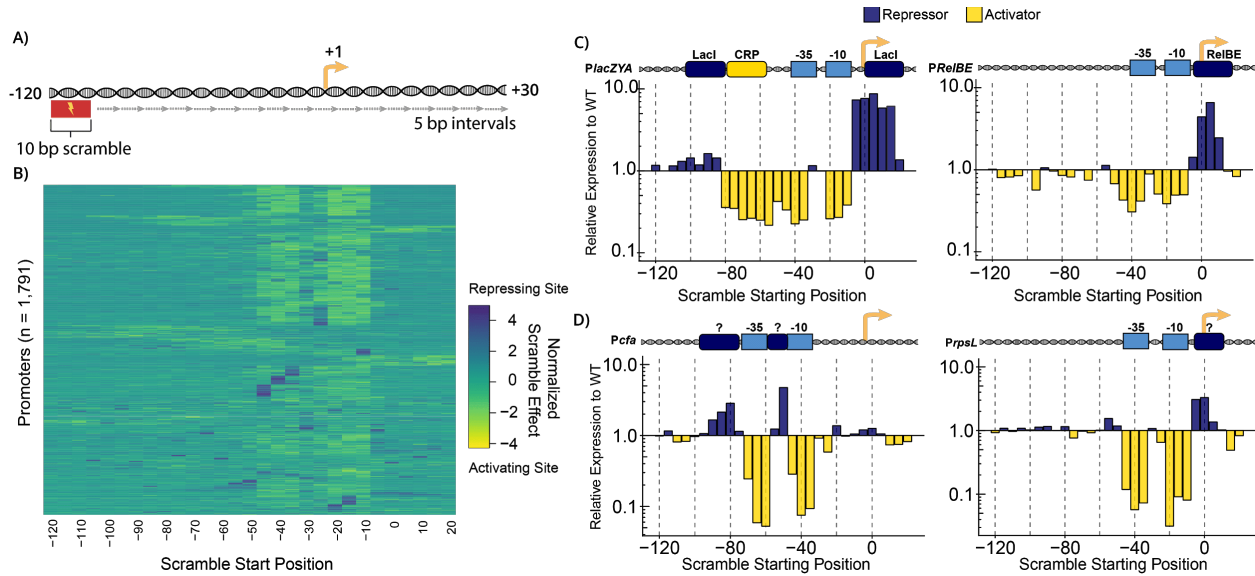 Repressor
Activator
A)
+1
-120
+30
5 bp intervals
10 bp scramble
B)
Promoters (n = 1,791)
Repressing Site
4
2
0
−2
−4
Normalized
Scramble Effect
Activating Site
-120
-110
-100
-90
-80
-70
-60
-50
-40
-30
-20
-10
0
10
20
Scramble Start Position
C)
LacI
CRP
-35
-10
LacI
PlacZYA
Relative Expression to WT
10.0
1.0
0.1
−120
−80
−40
0
Scramble Starting Position
-35
-10
RelBE
PRelBE
10.0
1.0
0.1
−120
−80
−40
0
Scramble Starting Position
D)
?
-35
?
-10
Pcfa
Relative Expression to WT
10.0
1.0
0.1
−120
−80
−40
0
Scramble Starting Position
-35
-10
?
PrpsL
10.0
1.0
0.1
−120
−80
−40
0
Scramble Starting Position